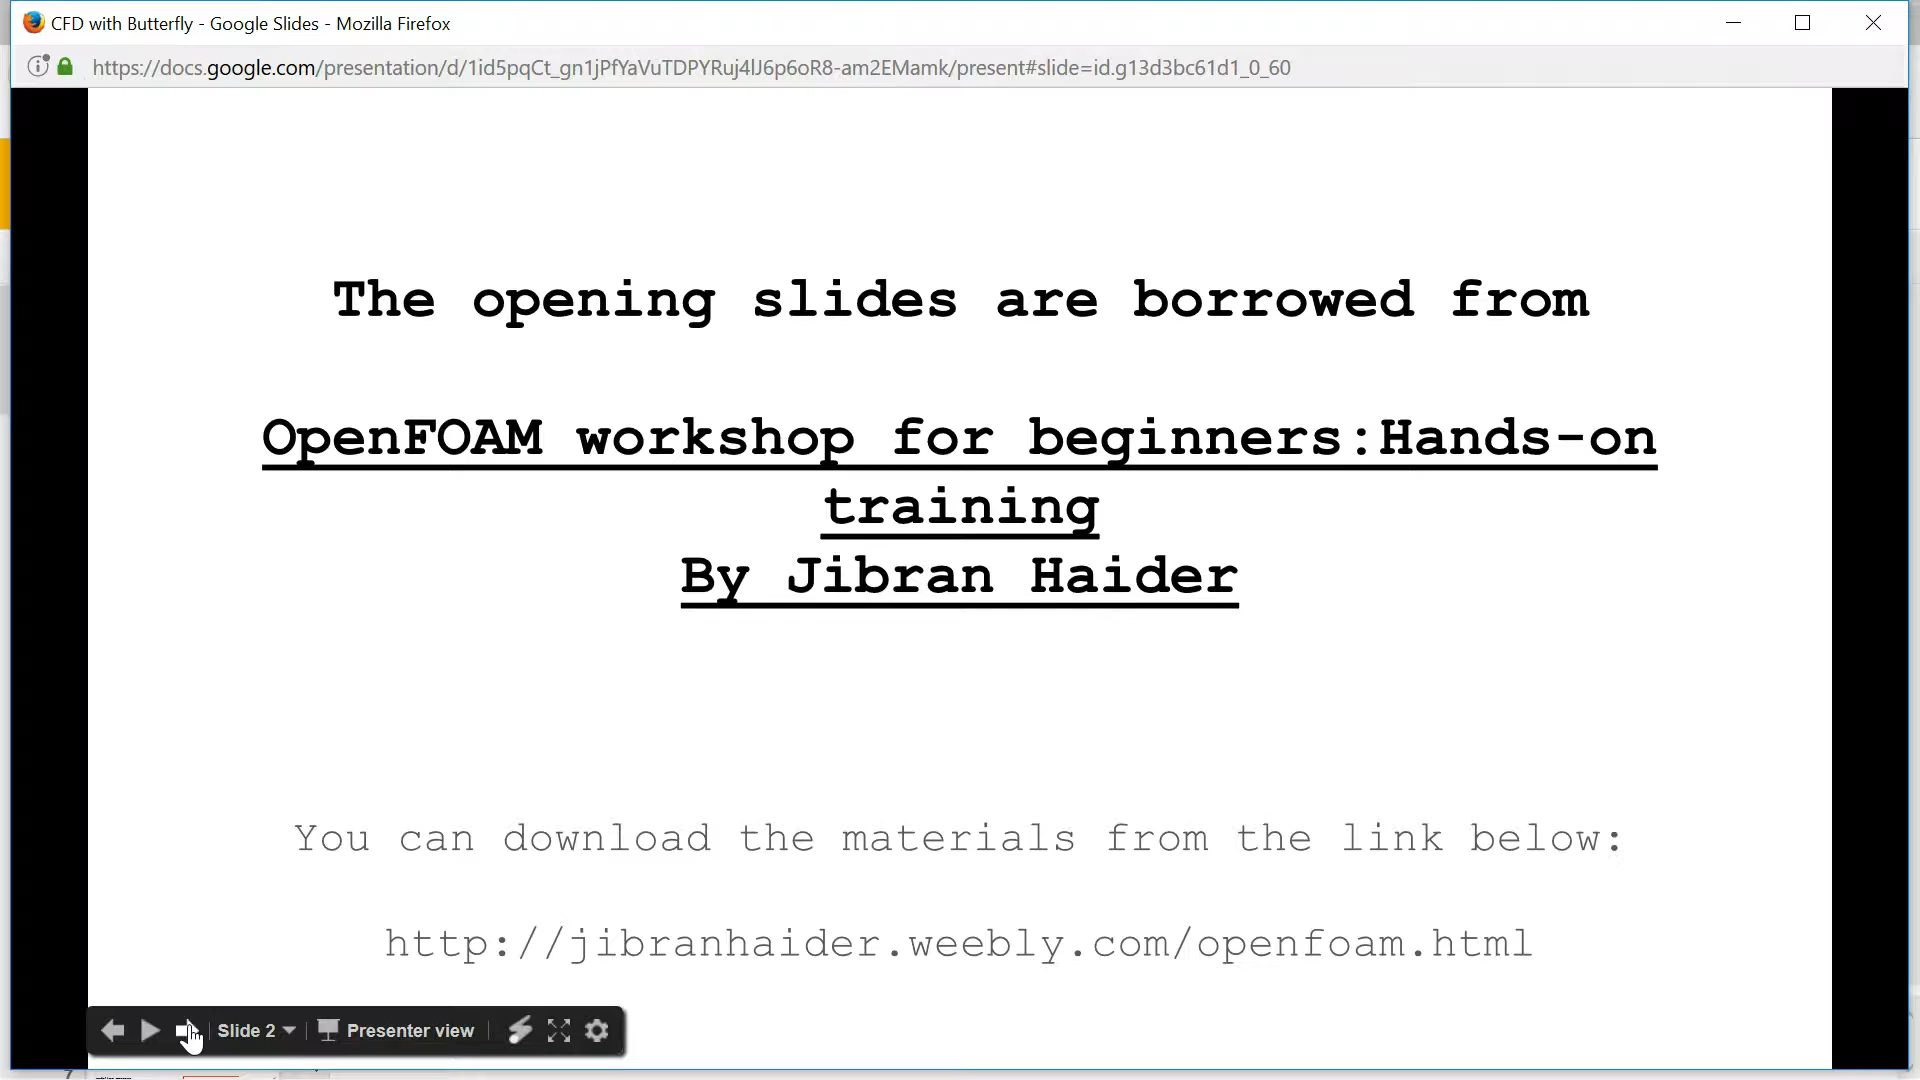 CFD with Butterfly - Google Slides - Mozilla Firefox
https://docs.google.com/presentation/d/1id5pqCt_gn1jPfYaVuTDPYRuj4lJ6p6oR8-am2EMamk/present#slide=id.g13d3bc61d1_0_60
The opening slides are borrowed from
OpenFOAM workshop for beginners:Hands-on
training
By Jibran Haider
You can download the materials from the link below:
http://jibranhaider.weebly.com/openfoam.html
Slide 2
Presenter view
7